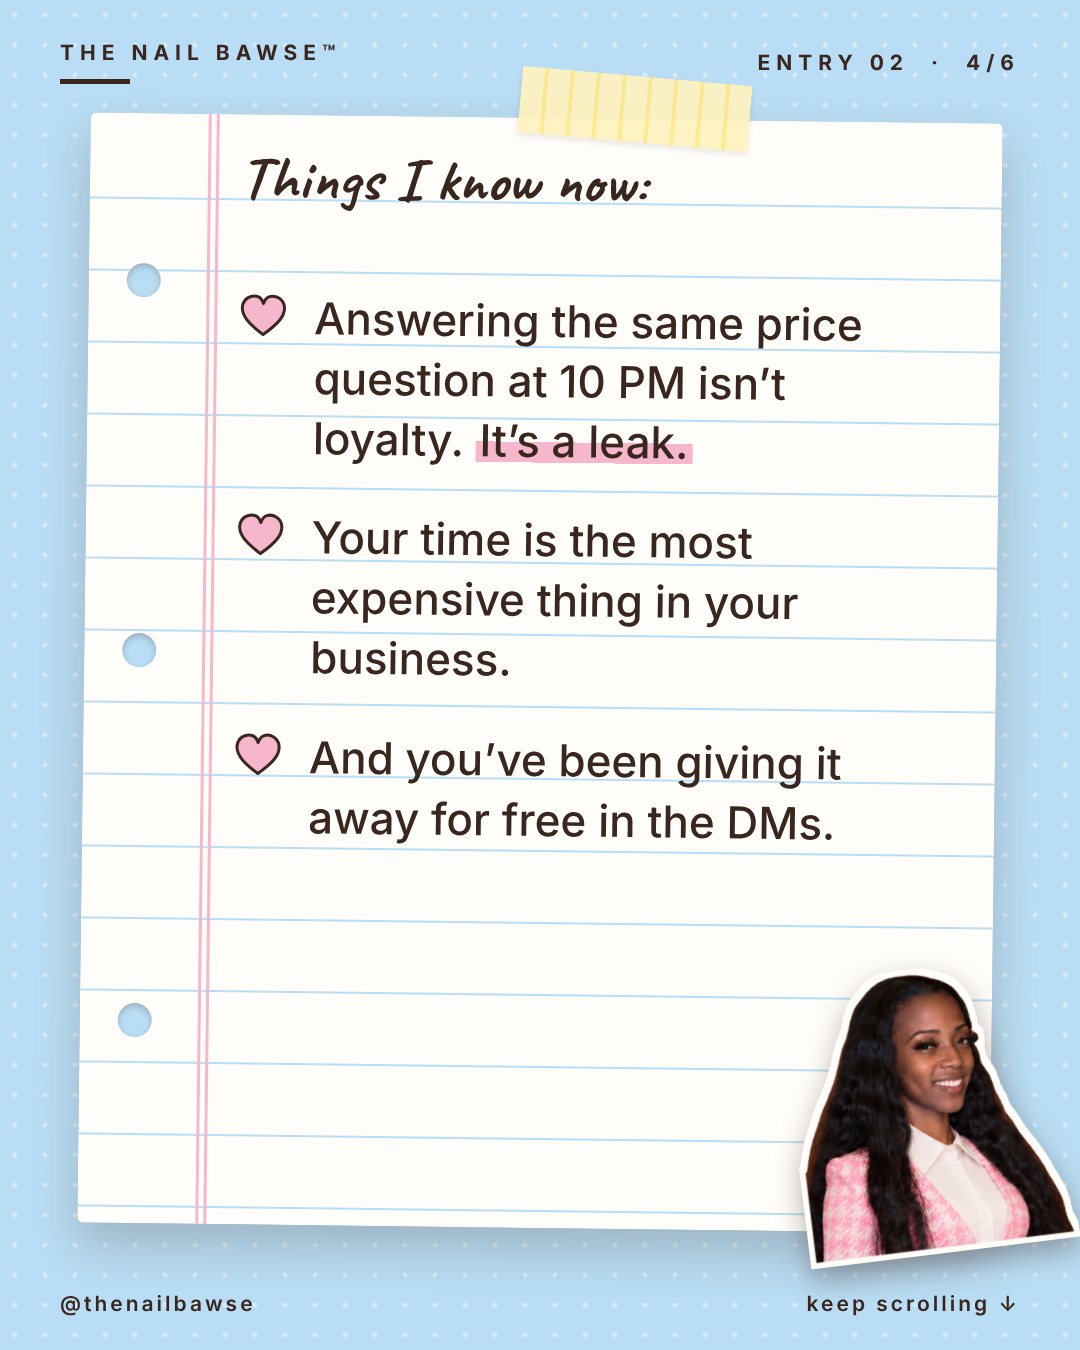 THE NAIL BAWSE™
ENTRY 02 · 4/6
Things I know now:
Answering the same price
question at 10 PM isn’t
loyalty. It’s a leak.
Your time is the most
expensive thing in your
business.
And you’ve been giving it
away for free in the DMs.
@thenailbawse
keep scrolling ↓